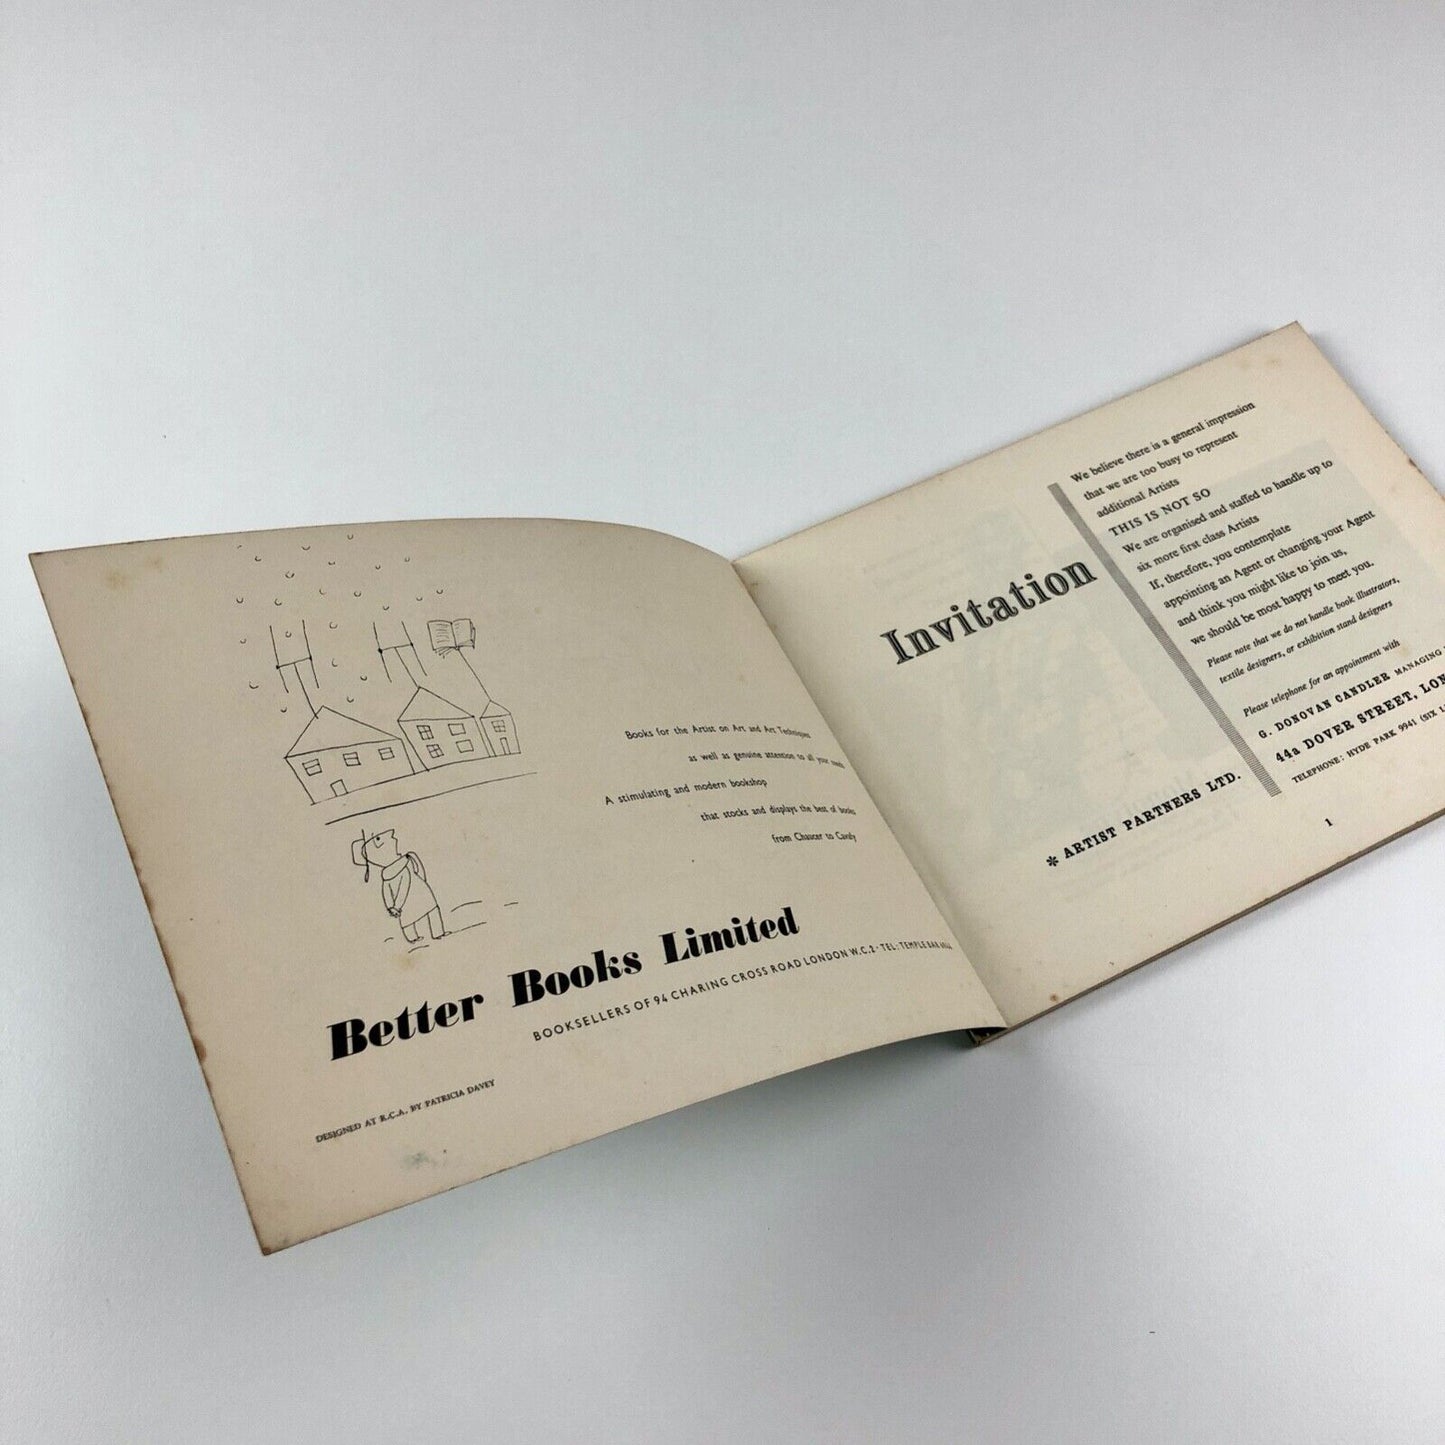 Books for the Artist on Art and Art Techniques
as well as genuine attention to all your needs
A stimulating and modern bookshop
that stocks and displays the best of books
from Chaucer to Cavafy
Better Books Limited
BOOKSELLERS OF 94 CHARING CROSS ROAD LONDON W.C.2 · TEL: TEMPLE BAR
DESIGNED AT R.C.A. BY PATRICIA DAVEY
Invitation
We believe there is a general impression
that we are too busy to represent
additional Artists
THIS IS NOT SO
We are organised and staffed to handle up to
six more first class Artists
If, therefore, you contemplate
appointing an Agent or changing your Agent
and think you might like to join us,
we should be most happy to meet you.
Please note that we do not handle book illustrators,
textile designers, or exhibition stand designers
Please telephone for an appointment with
G. DONOVAN CANDLER MANAGING
44a DOVER STREET, LON
TELEPHONE: HYDE PARK 9941 (SIX L
* ARTIST PARTNERS LTD.
1